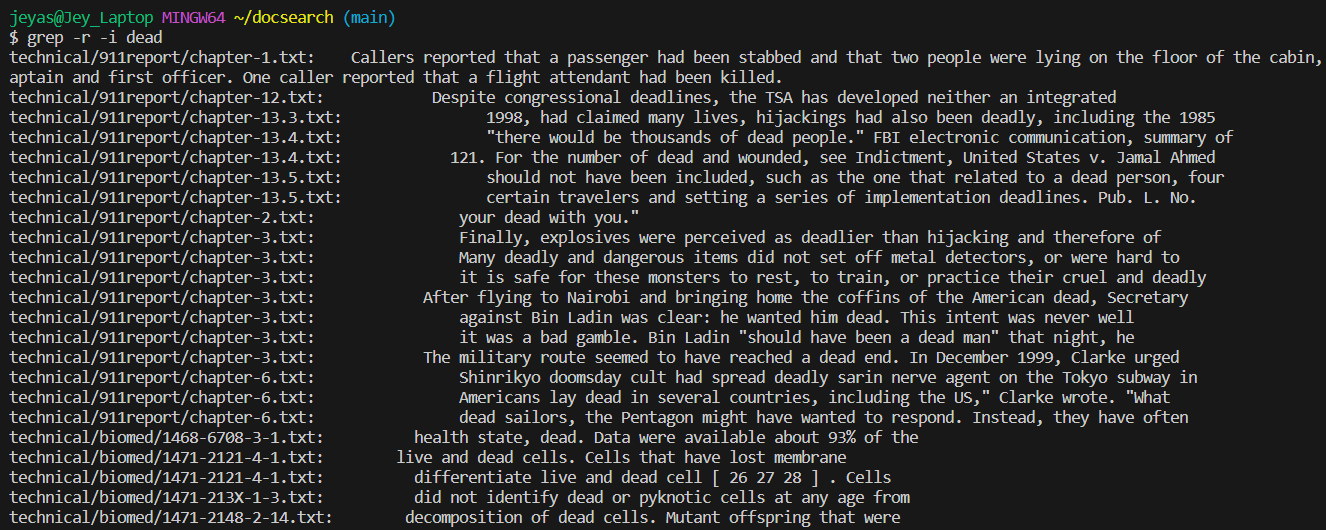 jeyas@Jey_Laptop MINGW64 ~/docsearch (main)
$ grep -r -i dead
technical/911report/chapter-1.txt:    Callers reported that a passenger had been stabbed and that two people were lying on the floor of the cabin,
aptain and first officer. One caller reported that a flight attendant had been killed.
technical/911report/chapter-12.txt:            Despite congressional deadlines, the TSA has developed neither an integrated
technical/911report/chapter-13.3.txt:                1998, had claimed many lives, hijackings had also been deadly, including the 1985
technical/911report/chapter-13.4.txt:                "there would be thousands of dead people." FBI electronic communication, summary of
technical/911report/chapter-13.4.txt:            121. For the number of dead and wounded, see Indictment, United States v. Jamal Ahmed
technical/911report/chapter-13.5.txt:                should not have been included, such as the one that related to a dead person, four
technical/911report/chapter-13.5.txt:                certain travelers and setting a series of implementation deadlines. Pub. L. No.
technical/911report/chapter-2.txt:                your dead with you."
technical/911report/chapter-3.txt:                Finally, explosives were perceived as deadlier than hijacking and therefore of
technical/911report/chapter-3.txt:                Many deadly and dangerous items did not set off metal detectors, or were hard to
technical/911report/chapter-3.txt:                it is safe for these monsters to rest, to train, or practice their cruel and deadly
technical/911report/chapter-3.txt:            After flying to Nairobi and bringing home the coffins of the American dead, Secretary
technical/911report/chapter-3.txt:                against Bin Ladin was clear: he wanted him dead. This intent was never well
technical/911report/chapter-3.txt:                it was a bad gamble. Bin Ladin "should have been a dead man" that night, he
technical/911report/chapter-3.txt:            The military route seemed to have reached a dead end. In December 1999, Clarke urged
technical/911report/chapter-6.txt:                Shinrikyo doomsday cult had spread deadly sarin nerve agent on the Tokyo subway in
technical/911report/chapter-6.txt:                Americans lay dead in several countries, including the US," Clarke wrote. "What
technical/911report/chapter-6.txt:                dead sailors, the Pentagon might have wanted to respond. Instead, they have often
technical/biomed/1468-6708-3-1.txt:          health state, dead. Data were available about 93% of the
technical/biomed/1471-2121-4-1.txt:        live and dead cells. Cells that have lost membrane
technical/biomed/1471-2121-4-1.txt:          differentiate live and dead cell [ 26 27 28 ] . Cells
technical/biomed/1471-213X-1-3.txt:          did not identify dead or pyknotic cells at any age from
technical/biomed/1471-2148-2-14.txt:        decomposition of dead cells. Mutant offspring that were